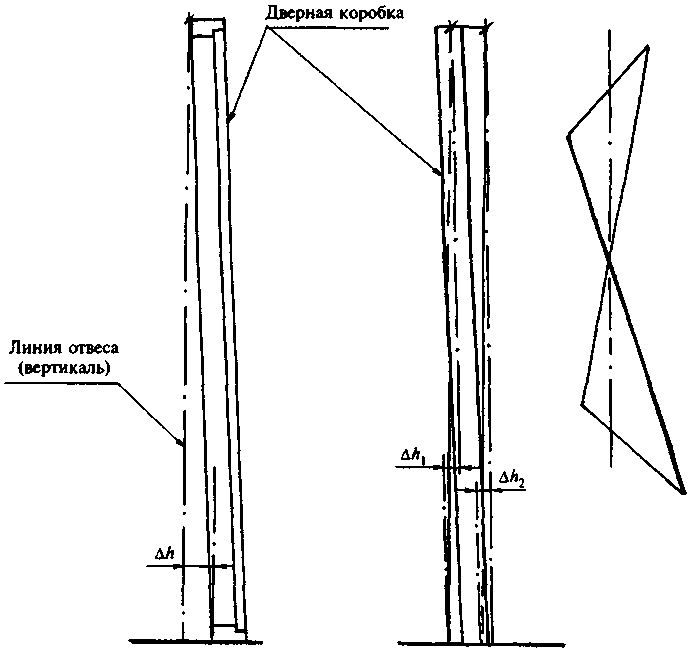 Дверная коробка
Линия отвеса
(вертикаль)
Δh₁
Δh₂
Δh